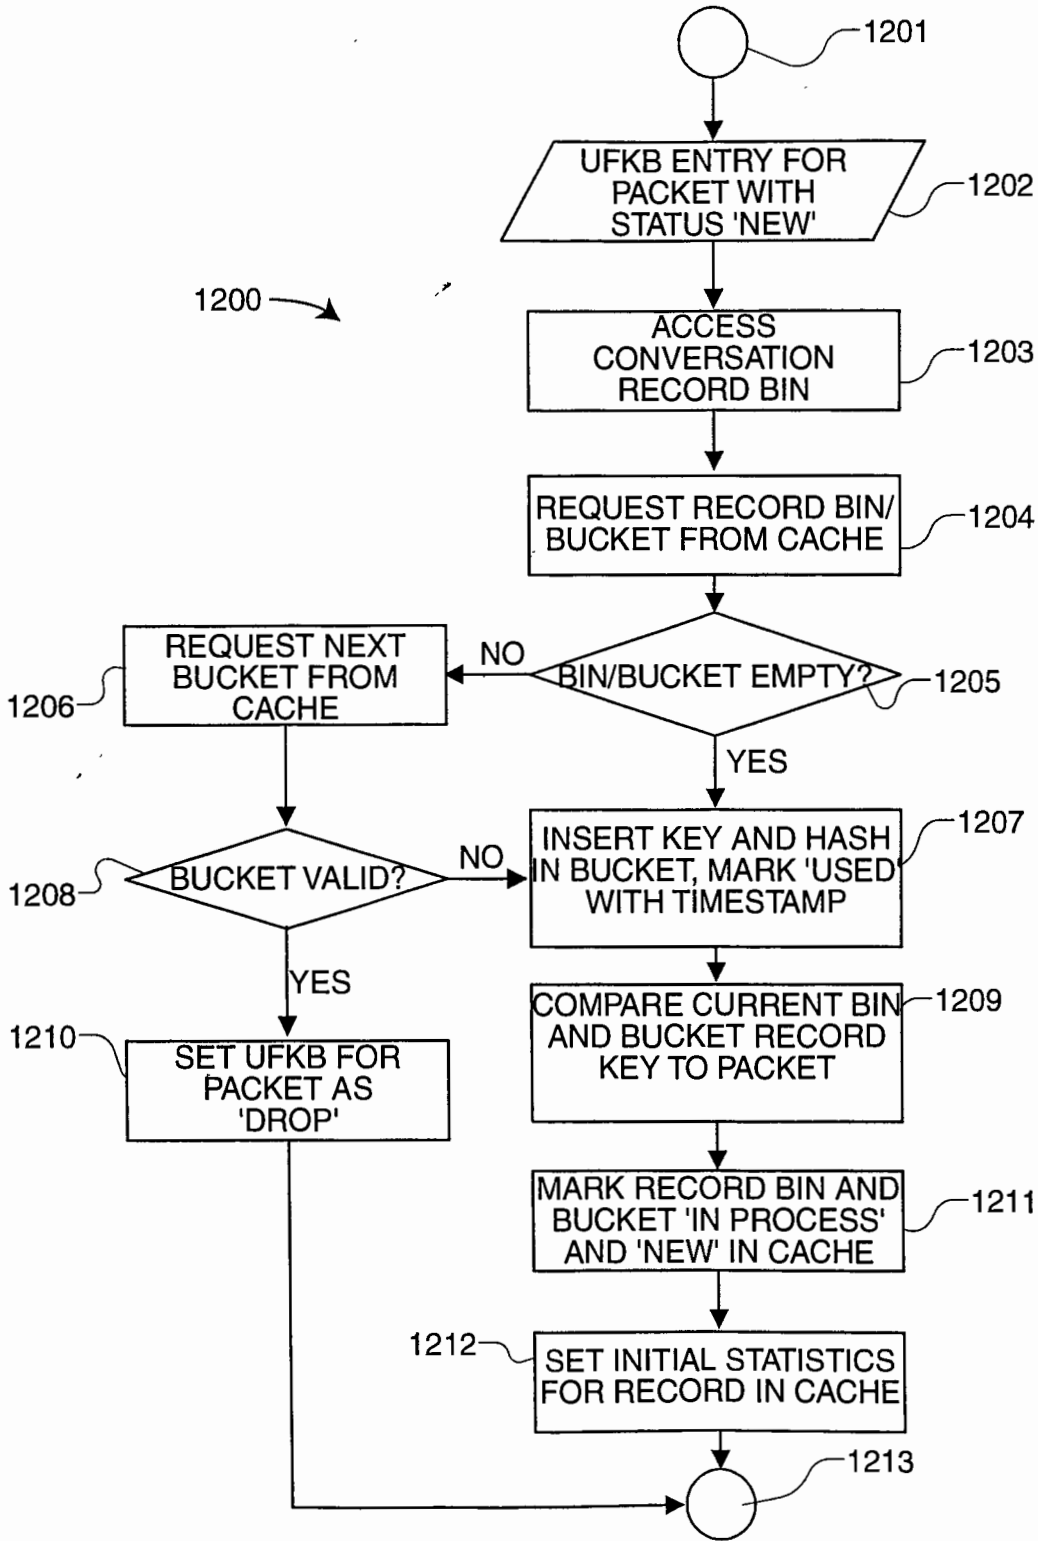 1201
UFKB ENTRY FOR
PACKET WITH
STATUS 'NEW'
1202
1200
ACCESS
CONVERSATION
RECORD BIN
1203
REQUEST RECORD BIN/
BUCKET FROM CACHE
1204
REQUEST NEXT
BUCKET FROM
CACHE
1206
NO
BIN/BUCKET EMPTY?
1205
YES
INSERT KEY AND HASH
IN BUCKET, MARK 'USED'
WITH TIMESTAMP
1207
BUCKET VALID?
1208
NO
YES
COMPARE CURRENT BIN
AND BUCKET RECORD
KEY TO PACKET
1209
1210
SET UFKB FOR
PACKET AS
'DROP'
MARK RECORD BIN AND
BUCKET 'IN PROCESS'
AND 'NEW' IN CACHE
1211
1212
SET INITIAL STATISTICS
FOR RECORD IN CACHE
1213